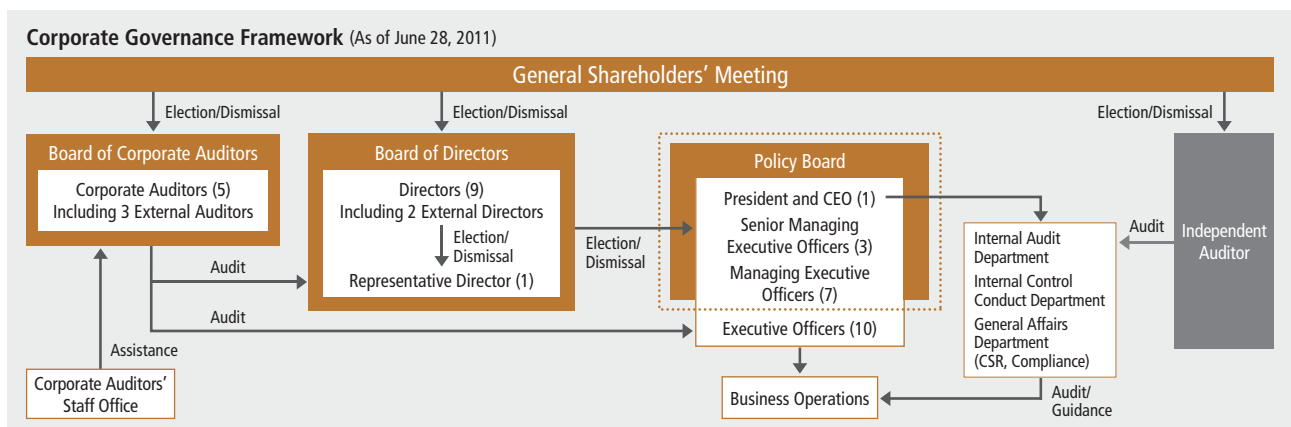 Corporate Governance Framework (As of June 28, 2011)
General Shareholders' Meeting
Election/Dismissal
Election/Dismissal
Election/Dismissal
Board of Corporate Auditors
Corporate Auditors (5)
Including 3 External Auditors
Board of Directors
Directors (9)
Including 2 External Directors
Election/
Dismissal
Representative Director (1)
Election/
Dismissal
Policy Board
President and CEO (1)
Senior Managing
Executive Officers (3)
Managing Executive
Officers (7)
Executive Officers (10)
Internal Audit
Department
Internal Control
Conduct Department
General Affairs
Department
(CSR, Compliance)
Audit
Independent
Auditor
Audit
Audit
Assistance
Corporate Auditors'
Staff Office
Business Operations
Audit/
Guidance